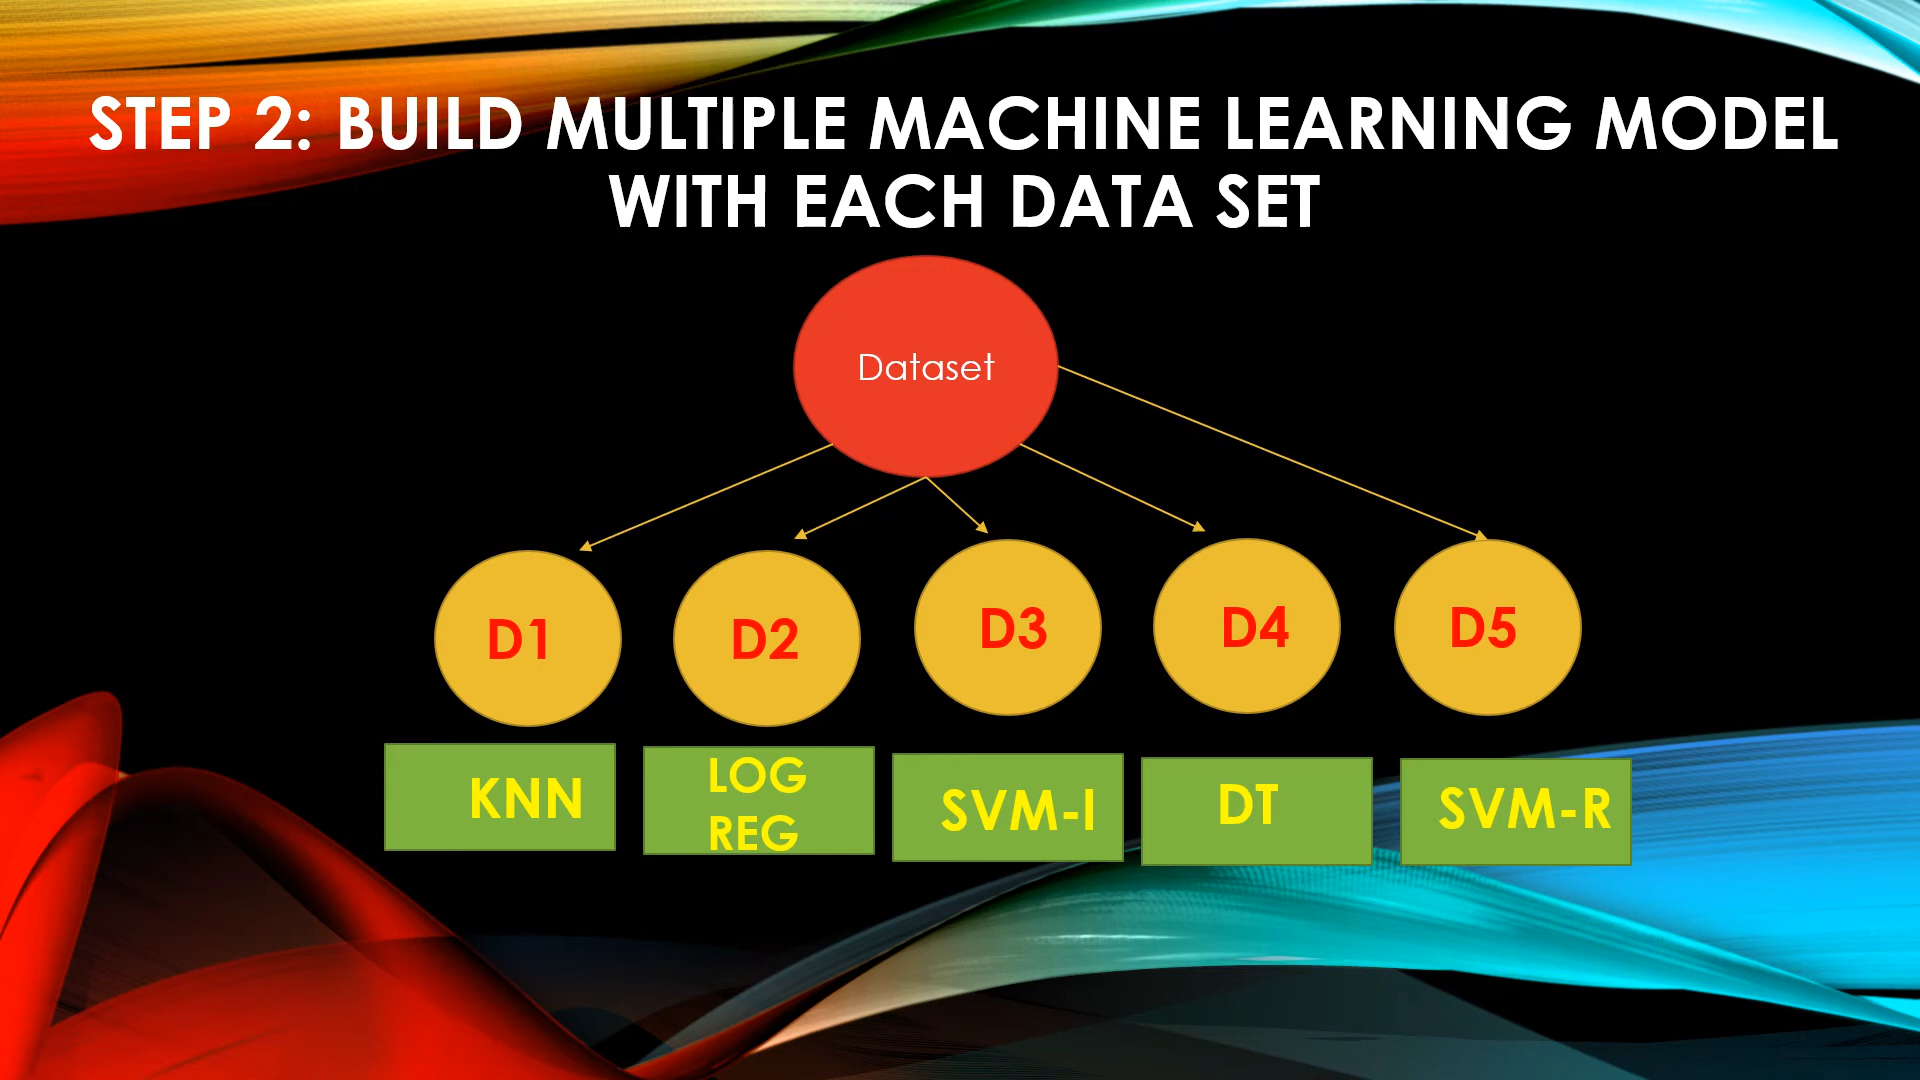 STEP 2: BUILD MULTIPLE MACHINE LEARNING MODEL
WITH EACH DATA SET
Dataset
D1
D2
D3
D4
D5
KNN
LOG
REG
SVM-l
DT
SVM-R